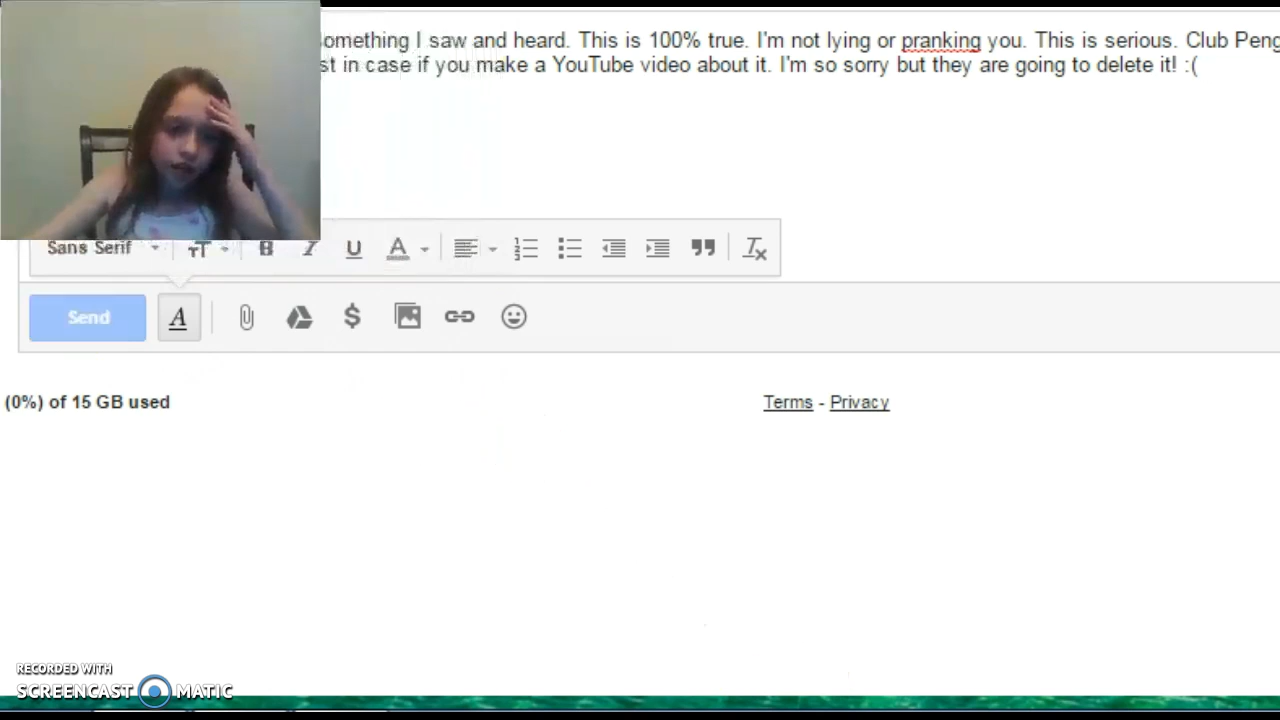 something I saw and heard. This is 100% true. I'm not lying or pranking you. This is serious. Club Peng
st in case if you make a YouTube video about it. I'm so sorry but they are going to delete it! :(
Sans Serif
Send
(0%) of 15 GB used
Terms - Privacy
RECORDED WITH
SCREENCAST MATIC